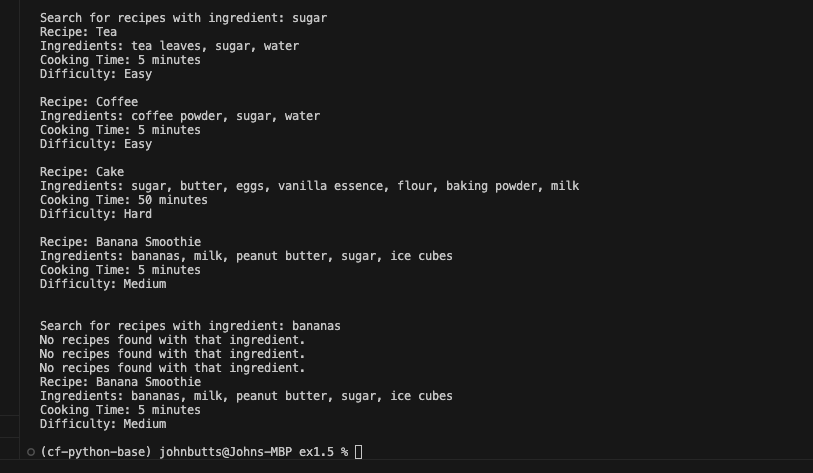 Search for recipes with ingredient: sugar
Recipe: Tea
Ingredients: tea leaves, sugar, water
Cooking Time: 5 minutes
Difficulty: Easy
Recipe: Coffee
Ingredients: coffee powder, sugar, water
Cooking Time: 5 minutes
Difficulty: Easy
Recipe: Cake
Ingredients: sugar, butter, eggs, vanilla essence, flour, baking powder, milk
Cooking Time: 50 minutes
Difficulty: Hard
Recipe: Banana Smoothie
Ingredients: bananas, milk, peanut butter, sugar, ice cubes
Cooking Time: 5 minutes
Difficulty: Medium
Search for recipes with ingredient: bananas
No recipes found with that ingredient.
No recipes found with that ingredient.
No recipes found with that ingredient.
Recipe: Banana Smoothie
Ingredients: bananas, milk, peanut butter, sugar, ice cubes
Cooking Time: 5 minutes
Difficulty: Medium
(cf-python-base) johnbutts@Johns-MBP ex1.5 %